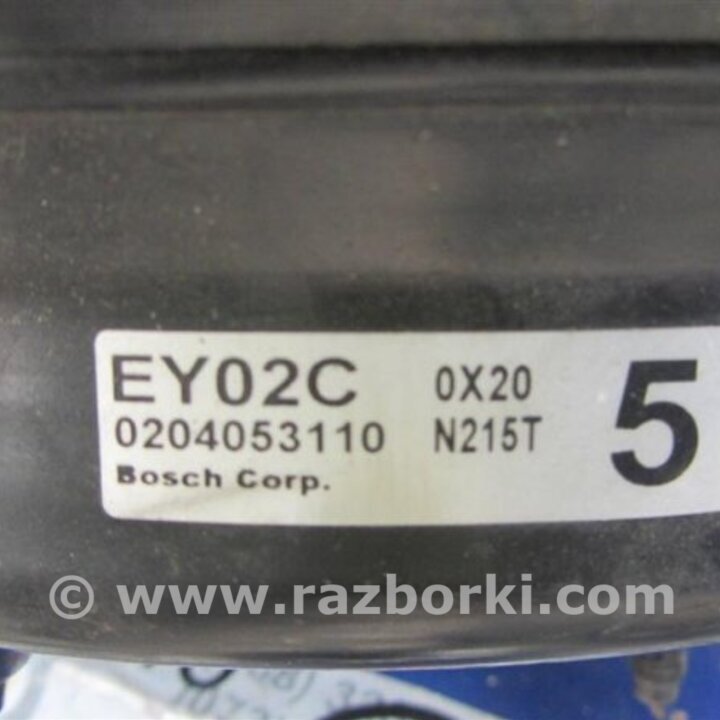 EY02C 0X20 5
0204053110 N215T
Bosch Corp.
© www.razborki.com